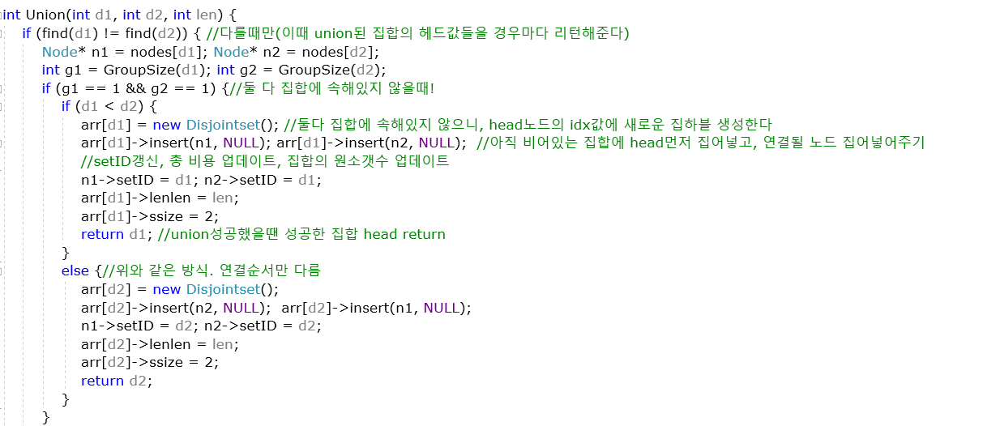 int Union(int d1, int d2, int len) {
if (find(d1) != find(d2)) { //다를때만(이때 union된 집합의 헤드값들을 경우마다 리턴해준다)
Node* n1 = nodes[d1]; Node* n2 = nodes[d2];
int g1 = GroupSize(d1); int g2 = GroupSize(d2);
if (g1 == 1 && g2 == 1) {//둘 다 집합에 속해있지 않을때!
if (d1 < d2) {
arr[d1] = new Disjointset(); //둘다 집합에 속해있지 않으니, head노드의 idx값에 새로운 집하블 생성한다
arr[d1]->insert(n1, NULL); arr[d1]->insert(n2, NULL);  //아직 비어있는 집합에 head먼저 집어넣고, 연결될 노드 집어넣어주기
//setID갱신, 총 비용 업데이트, 집합의 원소갯수 업데이트
n1->setID = d1; n2->setID = d1;
arr[d1]->lenlen = len;
arr[d1]->ssize = 2;
return d1; //union성공했을땐 성공한 집합 head return
}
else {//위와 같은 방식. 연결순서만 다름
arr[d2] = new Disjointset();
arr[d2]->insert(n2, NULL);  arr[d2]->insert(n1, NULL);
n1->setID = d2; n2->setID = d2;
arr[d2]->lenlen = len;
arr[d2]->ssize = 2;
return d2;
}
}